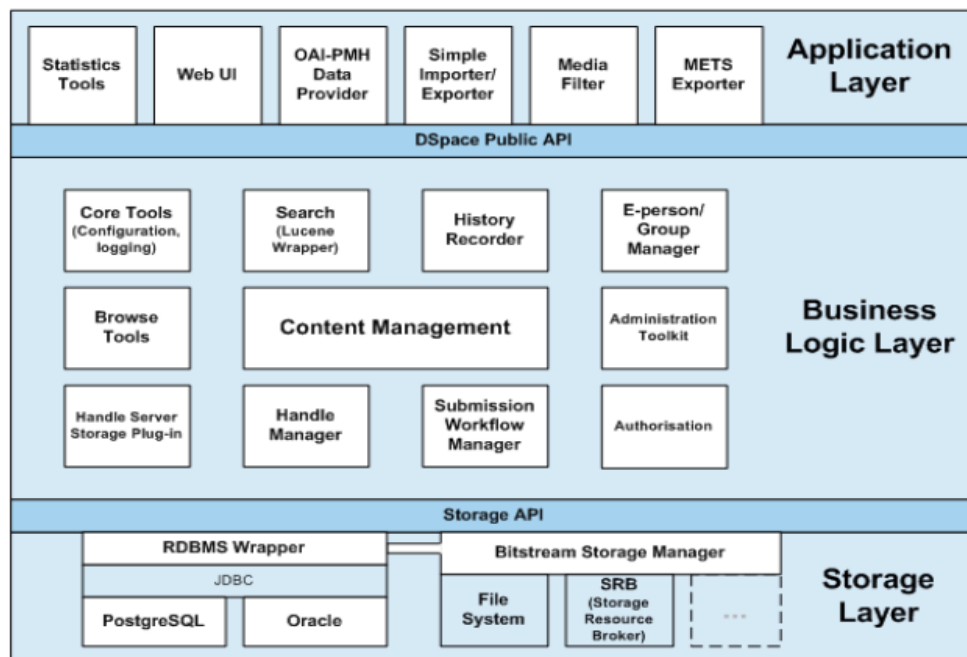 Statistics
Tools
Web UI
OAI-PMH
Data
Provider
Simple
Importer/
Exporter
Media
Filter
METS
Exporter
Application
Layer
DSpace Public API
Core Tools
(Configuration,
logging)
Search
(Lucene
Wrapper)
History
Recorder
E-person/
Group
Manager
Browse
Tools
Content Management
Administration
Toolkit
Business
Logic Layer
Handle Server
Storage Plug-in
Handle
Manager
Submission
Workflow
Manager
Authorisation
Storage API
RDBMS Wrapper
Bitstream Storage Manager
JDBC
PostgreSQL
Oracle
File
System
SRB
(Storage
Resource
Broker)
...
Storage
Layer